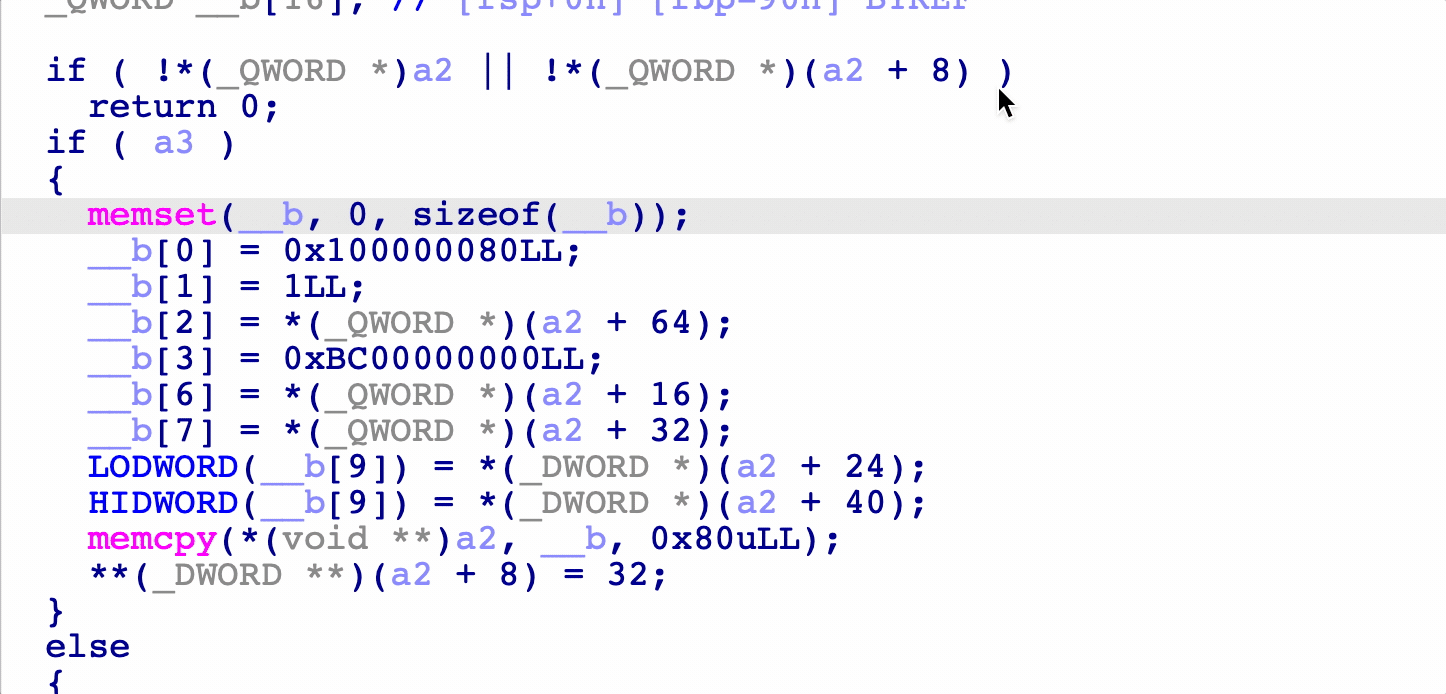 if ( !*(_QWORD *)a2 || !*(_QWORD *)(a2 + 8) )
return 0;
if ( a3 )
{
memset(__b, 0, sizeof(__b));
__b[0] = 0x100000080LL;
__b[1] = 1LL;
__b[2] = *(_QWORD *)(a2 + 64);
__b[3] = 0xBC00000000LL;
__b[6] = *(_QWORD *)(a2 + 16);
__b[7] = *(_QWORD *)(a2 + 32);
LODWORD(__b[9]) = *(_DWORD *)(a2 + 24);
HIDWORD(__b[9]) = *(_DWORD *)(a2 + 40);
memcpy(*(void **)a2, __b, 0x80uLL);
**(_DWORD **)(a2 + 8) = 32;
}
else
{